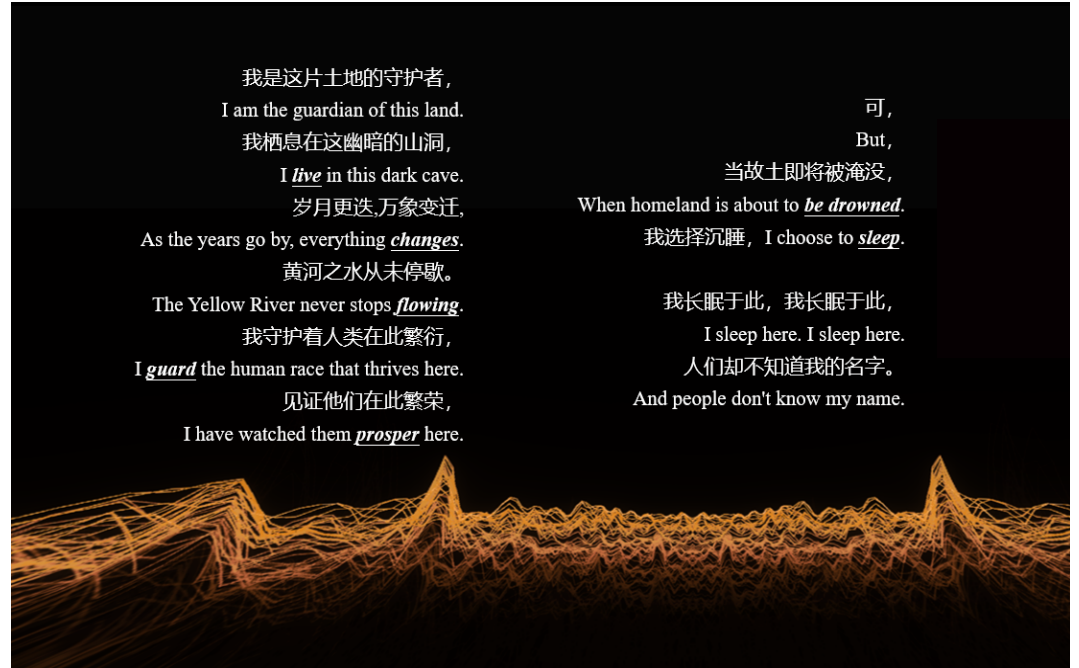 我是这片土地的守护者，
I am the guardian of this land.
我栖息在这幽暗的山洞，
I live in this dark cave.
岁月更迭,万象变迁,
As the years go by, everything changes.
黄河之水从未停歇。
The Yellow River never stops flowing.
我守护着人类在此繁衍，
I guard the human race that thrives here.
见证他们在此繁荣，
I have watched them prosper here.
可，
But，
当故土即将被淹没，
When homeland is about to be drowned.
我选择沉睡，I choose to sleep.
我长眠于此，我长眠于此，
I sleep here. I sleep here.
人们却不知道我的名字。
And people don't know my name.